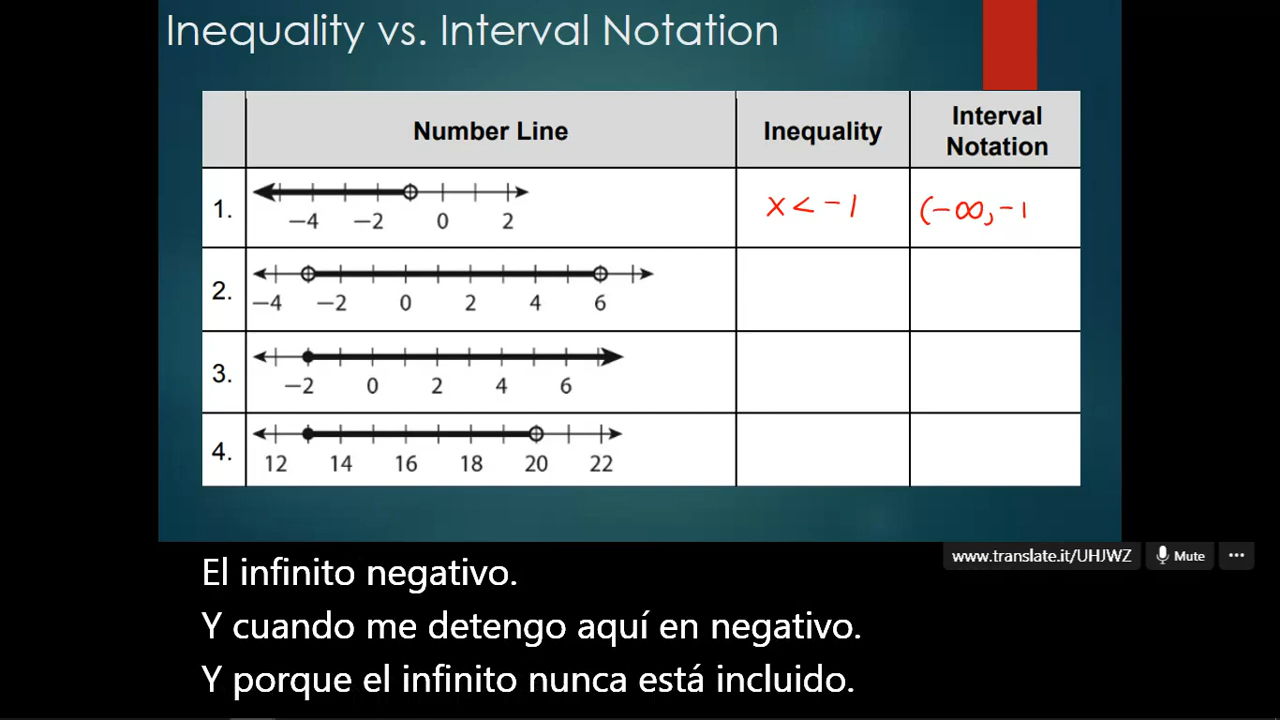 Inequality vs. Interval Notation
Number Line
Inequality
Interval
Notation
1.
−4 −2 0 2
x < -1
(-∞, -1
2.
−4 −2 0 2 4 6
3.
−2 0 2 4 6
4.
12 14 16 18 20 22
www.translate.it/UHJWZ
Mute
El infinito negativo.
Y cuando me detengo aquí en negativo.
Y porque el infinito nunca está incluido.